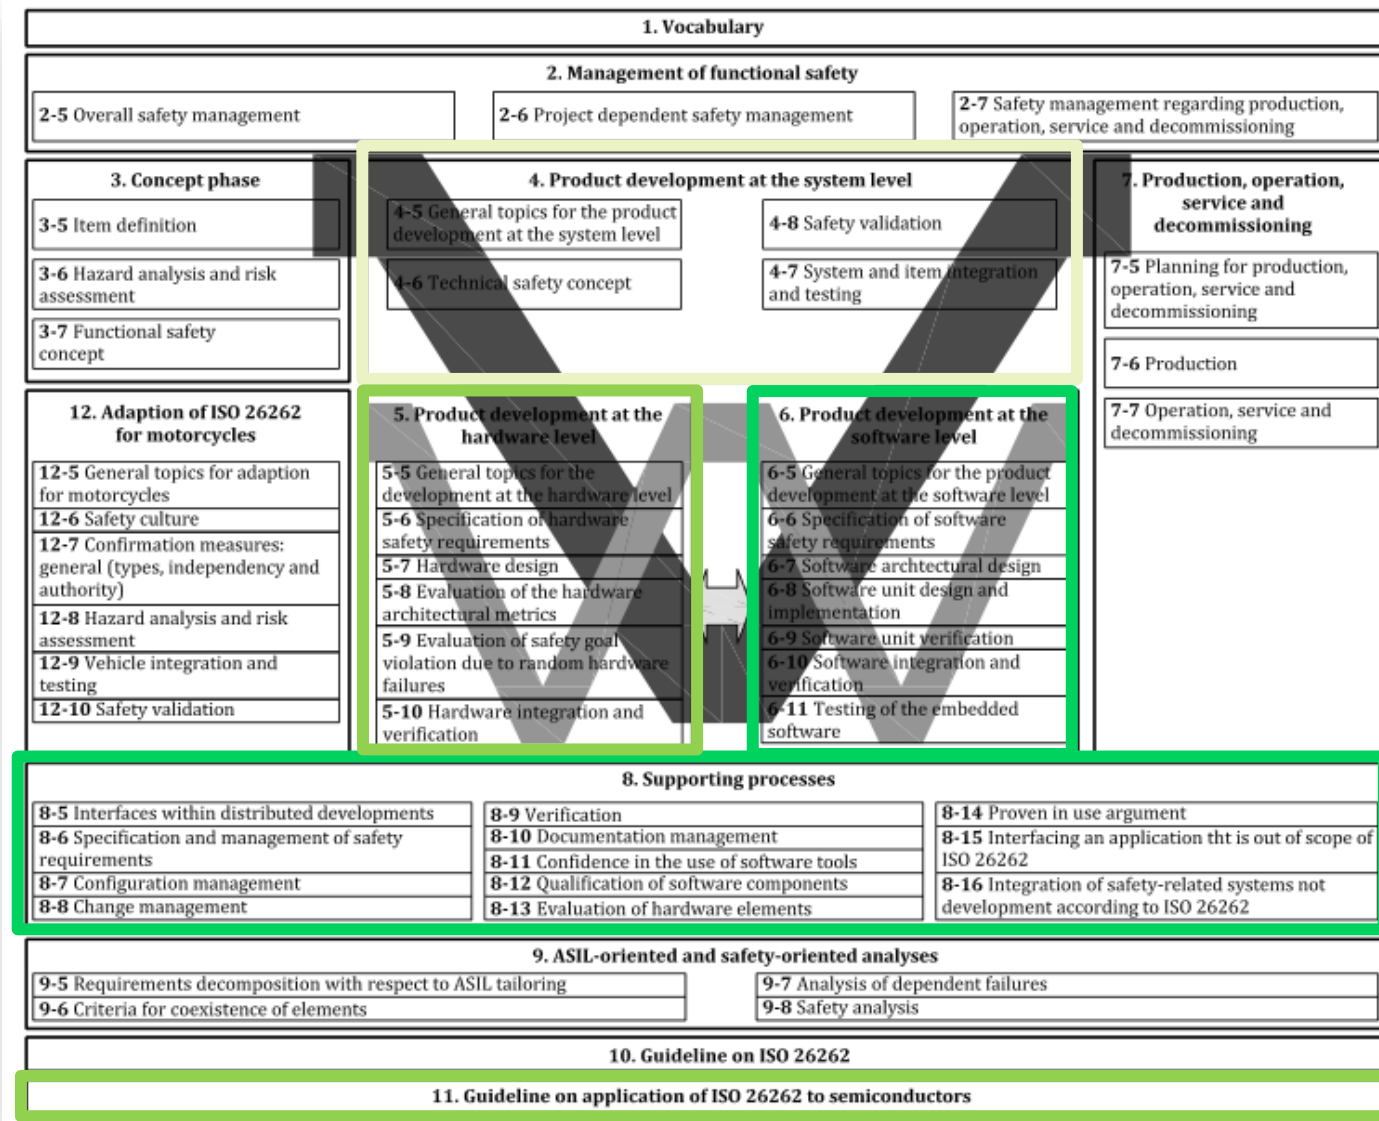 1. Vocabulary
2. Management of functional safety
2-5 Overall safety management
2-6 Project dependent safety management
2-7 Safety management regarding production,
operation, service and decommissioning
3. Concept phase
3-5 Item definition
3-6 Hazard analysis and risk
assessment
3-7 Functional safety
concept
4. Product development at the system level
4-5 General topics for the product
development at the system level
4-6 Technical safety concept
4-8 Safety validation
4-7 System and item integration
and testing
7. Production, operation,
service and
decommissioning
7-5 Planning for production,
operation, service and
decommissioning
7-6 Production
7-7 Operation, service and
decommissioning
12. Adaption of ISO 26262
for motorcycles
12-5 General topics for adaption
for motorcycles
12-6 Safety culture
12-7 Confirmation measures:
general (types, independency and
authority)
12-8 Hazard analysis and risk
assessment
12-9 Vehicle integration and
testing
12-10 Safety validation
5. Product development at the
hardware level
5-5 General topics for the
development at the hardware level
5-6 Specification of hardware
safety requirements
5-7 Hardware design
5-8 Evaluation of the hardware
architectural metrics
5-9 Evaluation of safety goal
violation due to random hardware
failures
5-10 Hardware integration and
verification
6. Product development at the
software level
6-5 General topics for the product
development at the software level
6-6 Specification of software
safety requirements
6-7 Software archtectural design
6-8 Software unit design and
implementation
6-9 Software unit verification
6-10 Software integration and
verification
6-11 Testing of the embedded
software
8. Supporting processes
8-5 Interfaces within distributed developments
8-6 Specification and management of safety
requirements
8-7 Configuration management
8-8 Change management
8-9 Verification
8-10 Documentation management
8-11 Confidence in the use of software tools
8-12 Qualification of software components
8-13 Evaluation of hardware elements
8-14 Proven in use argument
8-15 Interfacing an application tht is out of scope of
ISO 26262
8-16 Integration of safety-related systems not
development according to ISO 26262
9. ASIL-oriented and safety-oriented analyses
9-5 Requirements decomposition with respect to ASIL tailoring
9-6 Criteria for coexistence of elements
9-7 Analysis of dependent failures
9-8 Safety analysis
10. Guideline on ISO 26262
11. Guideline on application of ISO 26262 to semiconductors